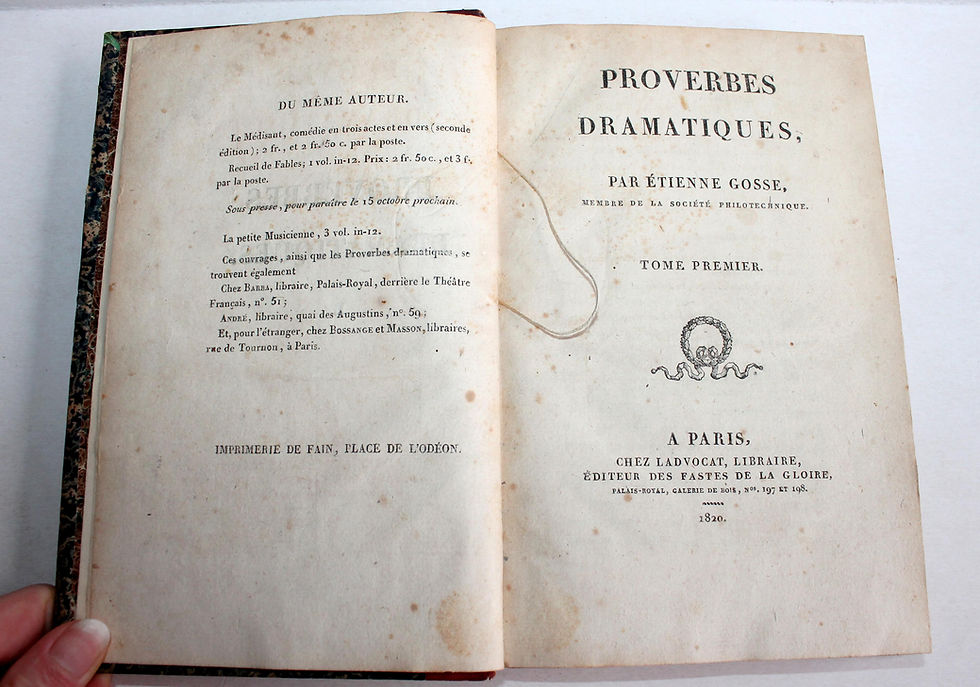 DU MÊME AUTEUR.
Le Médisant, comédie en trois actes et en vers (seconde
édition); 2 fr., et 2 fr. 50 c. par la poste.
Recueil de Fables; 1 vol. in-12. Prix: 2 fr. 50 c., et 3 f.
par la poste.
Sous presse, pour paraître le 15 octobre prochain.
La petite Musicienne, 3 vol. in-12.
Ces ouvrages, ainsi que les Proverbes dramatiques, se
trouvent également
Chez BARBA, libraire, Palais-Royal, derrière le Théâtre
Français, n°. 51;
ANDRÉ, libraire, quai des Augustins, n°. 59;
Et, pour l'étranger, chez BOSSANGE et MASSON, libraires,
rue de Tournon, à Paris.
IMPRIMERIE DE FAIN, PLACE DE L'ODÉON.
PROVERBES
DRAMATIQUES,
PAR ÉTIENNE GOSSE,
MEMBRE DE LA SOCIÉTÉ PHILOTECHNIQUE.
TOME PREMIER.
A PARIS,
CHEZ LADVOCAT, LIBRAIRE,
ÉDITEUR DES FASTES DE LA GLOIRE,
PALAIS-ROYAL, GALERIE DE BOIS, Nos. 197 ET 198.
1820.